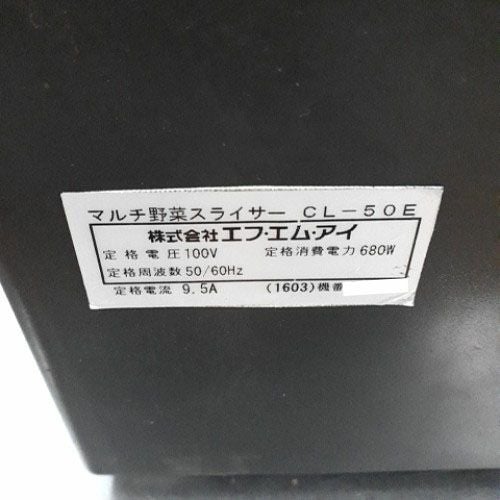 マルチ野菜スライサー CL-50E
株式会社エフ・エム・アイ
定格電圧100V 定格消費電力680W
定格周波数50/60Hz
定格電流 9.5A (1603)機番